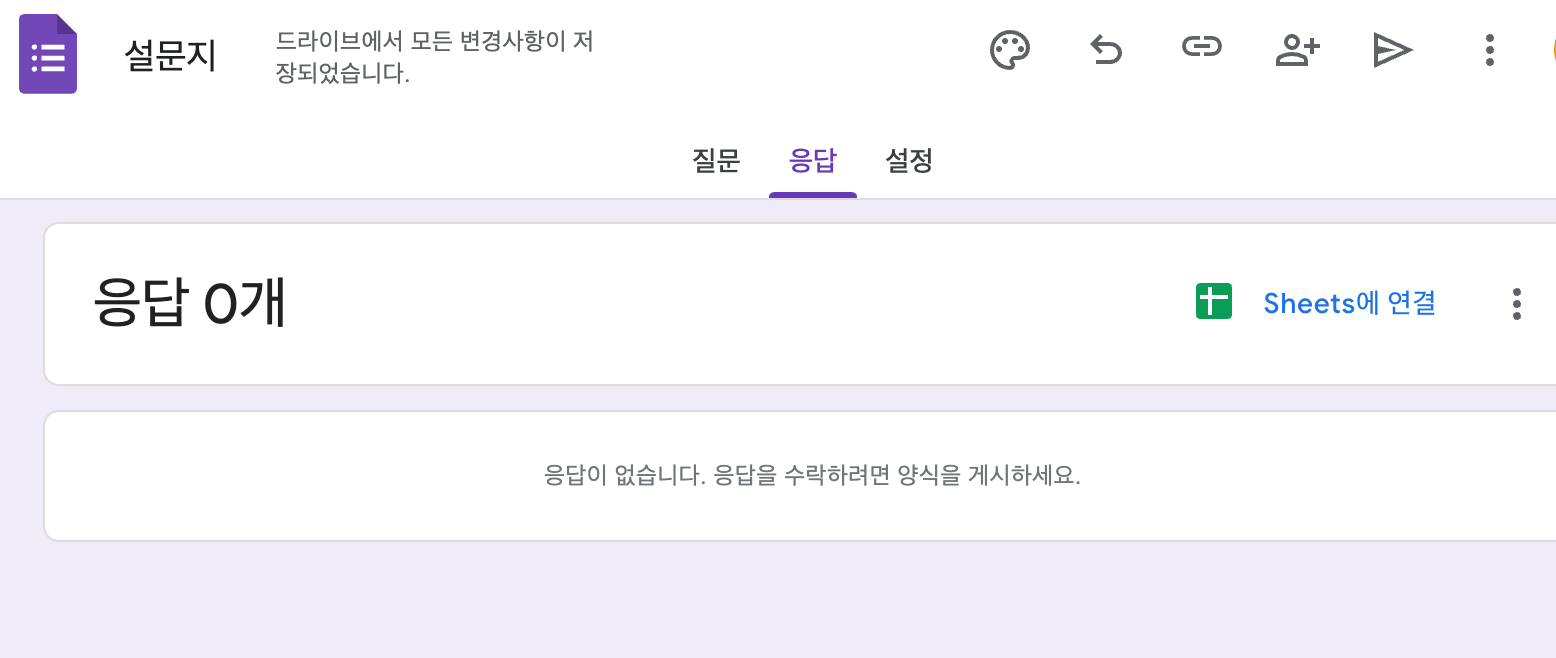 설문지
드라이브에서 모든 변경사항이 저
장되었습니다.
질문
응답
설정
응답 0개
Sheets에 연결
응답이 없습니다. 응답을 수락하려면 양식을 게시하세요.